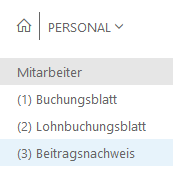 PERSONAL
Mitarbeiter
(1) Buchungsblatt
(2) Lohnbuchungsblatt
(3) Beitragsnachweis